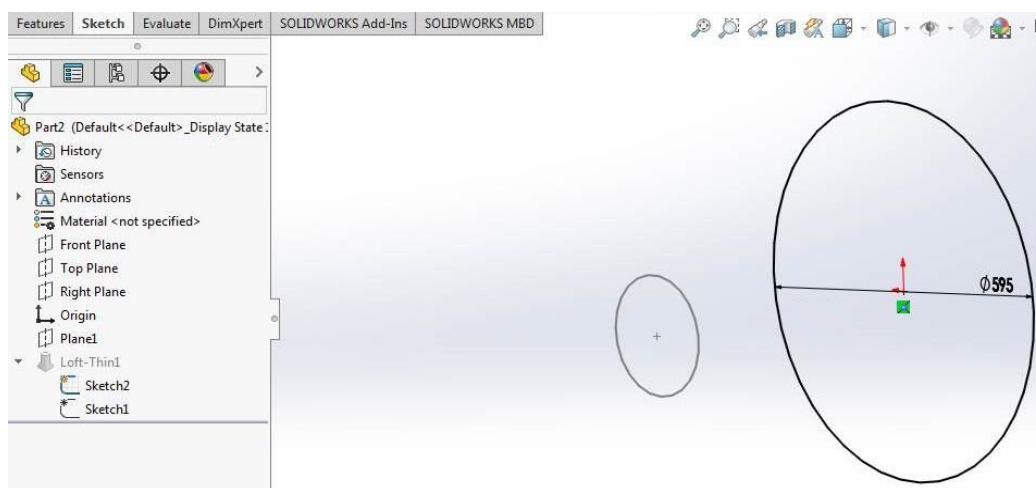 Features Sketch Evaluate DimXpert SOLIDWORKS Add-Ins SOLIDWORKS MBD
Part2 (Default<<Default>_Display State
History
Sensors
Annotations
Material <not specified>
Front Plane
Top Plane
Right Plane
Origin
Plane1
Loft-Thin1
Sketch2
Sketch1
Ø595